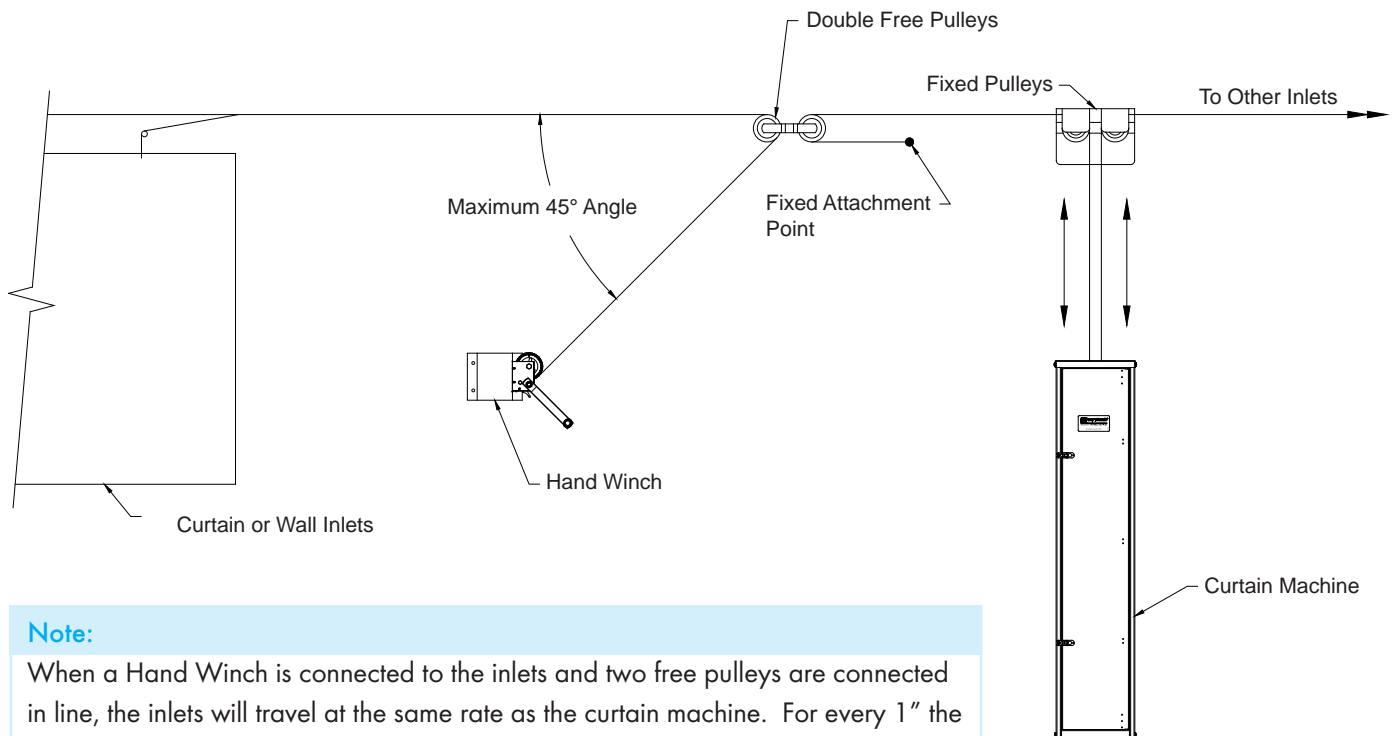 Double Free Pulleys
Fixed Pulleys
To Other Inlets
Maximum 45° Angle
Fixed Attachment
Point
Hand Winch
Curtain or Wall Inlets
Curtain Machine
Note:
When a Hand Winch is connected to the inlets and two free pulleys are connected
in line, the inlets will travel at the same rate as the curtain machine.  For every 1” the